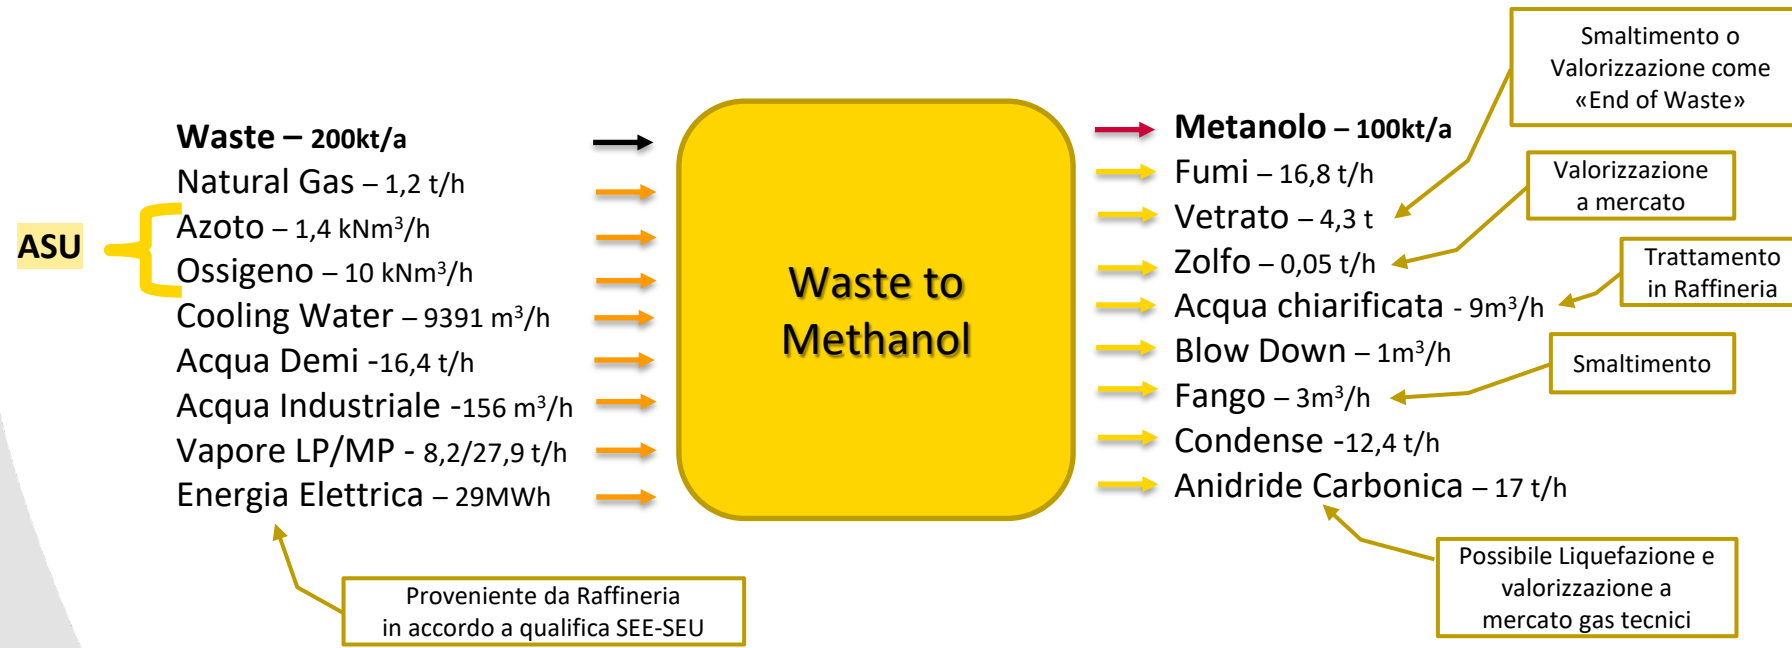 ASU
Waste – 200kt/a
Natural Gas – 1,2 t/h
Azoto – 1,4 kNm³/h
Ossigeno – 10 kNm³/h
Cooling Water – 9391 m³/h
Acqua Demi -16,4 t/h
Acqua Industriale -156 m³/h
Vapore LP/MP - 8,2/27,9 t/h
Energia Elettrica – 29MWh
Proveniente da Raffineria
in accordo a qualifica SEE-SEU
Waste to
Methanol
Metanolo – 100kt/a
Fumi – 16,8 t/h
Vetrato – 4,3 t
Zolfo – 0,05 t/h
Acqua chiarificata - 9m³/h
Blow Down – 1m³/h
Fango – 3m³/h
Condense -12,4 t/h
Anidride Carbonica – 17 t/h
Smaltimento o
Valorizzazione come
«End of Waste»
Valorizzazione
a mercato
Trattamento
in Raffineria
Smaltimento
Possibile Liquefazione e
valorizzazione a
mercato gas tecnici